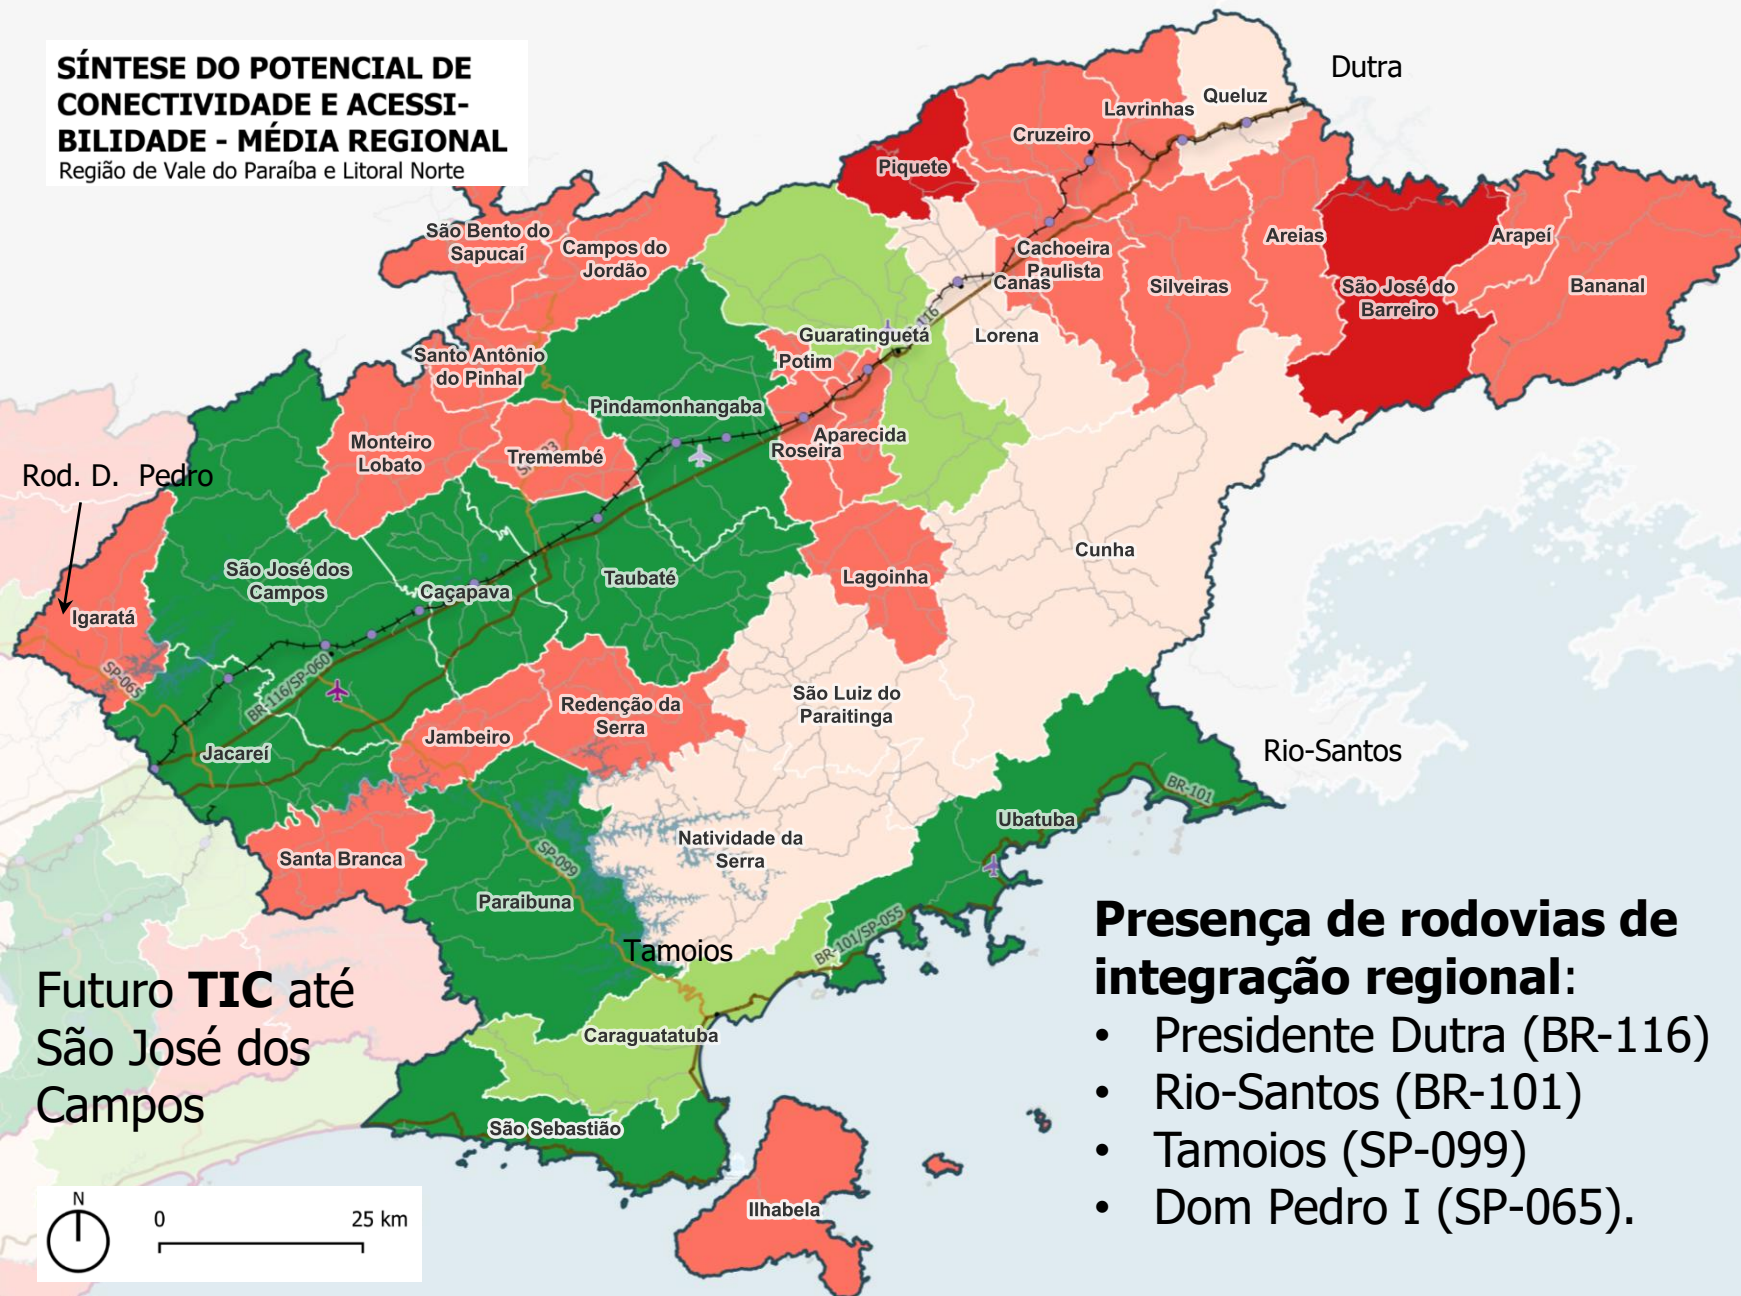 SÍNTESE DO POTENCIAL DE
CONECTIVIDADE E ACESSI-
BILIDADE - MÉDIA REGIONAL
Região de Vale do Paraíba e Litoral Norte
Dutra
Queluz
Lavrinhas
Cruzeiro
Piquete
São Bento do
Sapucaí
Campos do
Jordão
Cachoeira
Paulista
Canas
Silveiras
Areias
São José do
Barreiro
Arapeí
Bananal
116
Guaratinguetá
Lorena
Potim
Santo Antônio
do Pinhal
Pindamonhangaba
Aparecida
Roseira
Monteiro
Lobato
Tremembé
Rod. D. Pedro
Cunha
São José dos
Campos
Caçapava
Taubaté
Lagoinha
Igaratá
SP-065
BR-116/SP-060
São Luiz do
Paraitinga
Redenção da
Serra
Jambeiro
Jacareí
Rio-Santos
BR-101
Ubatuba
Natividade da
Serra
Santa Branca
SP-099
Paraibuna
BR-101/SP-055
Tamoios
Caraguatatuba
São Sebastião
Ilhabela
Futuro TIC até
São José dos
Campos
N
0 25 km
Presença de rodovias de
integração regional:
• Presidente Dutra (BR-116)
• Rio-Santos (BR-101)
• Tamoios (SP-099)
• Dom Pedro I (SP-065).